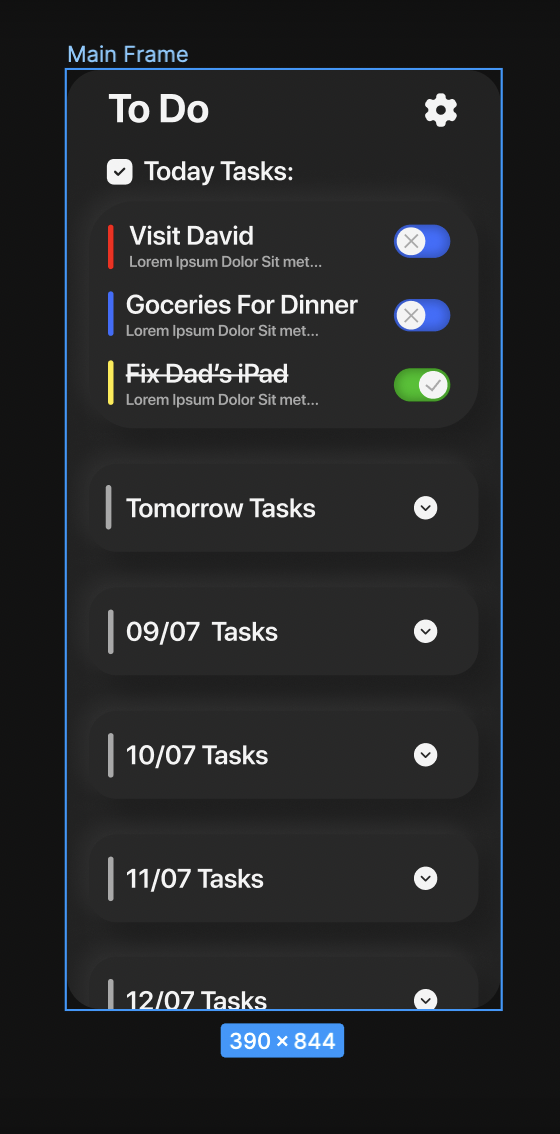 Main Frame
To Do
Today Tasks:
Visit David
Lorem Ipsum Dolor Sit met...
Goceries For Dinner
Lorem Ipsum Dolor Sit met...
Fix Dad's iPad
Lorem Ipsum Dolor Sit met...
Tomorrow Tasks
09/07 Tasks
10/07 Tasks
11/07 Tasks
12/07 Tasks
390 × 844